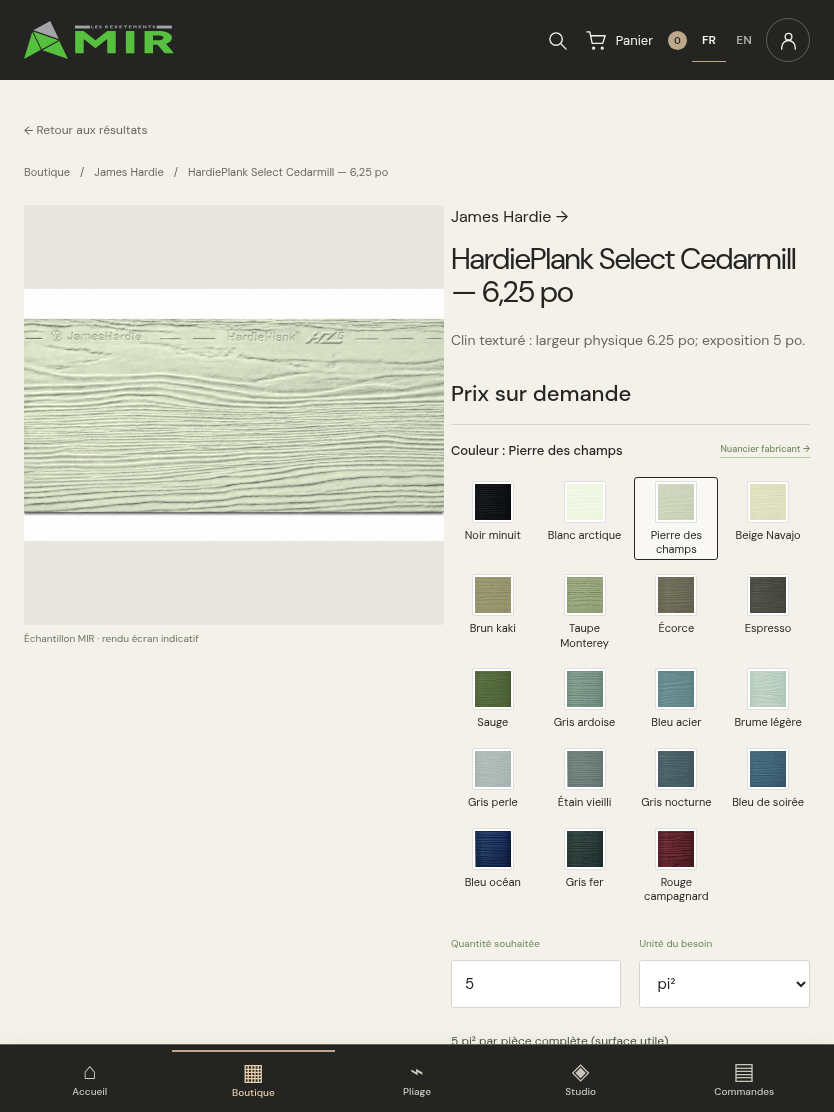 LES REVÊTEMENTS
MIR
Panier 0 FR EN
← Retour aux résultats
Boutique / James Hardie / HardiePlank Select Cedarmill — 6,25 po
JamesHardie HardiePlank HZ5
James Hardie →
HardiePlank Select Cedarmill
— 6,25 po
Clin texturé : largeur physique 6.25 po; exposition 5 po.
Prix sur demande
Couleur : Pierre des champs
Nuancier fabricant →
Noir minuit
Blanc arctique
Pierre des
champs
Beige Navajo
Brun kaki
Taupe
Monterey
Écorce
Espresso
Sauge
Gris ardoise
Bleu acier
Brume légère
Gris perle
Étain vieilli
Gris nocturne
Bleu de soirée
Bleu océan
Gris fer
Rouge
campagnard
Échantillon MIR · rendu écran indicatif
Quantité souhaitée
Unité du besoin
5
pi²
5 pi² par pièce complète (surface utile).
Accueil
Boutique
Pliage
Studio
Commandes